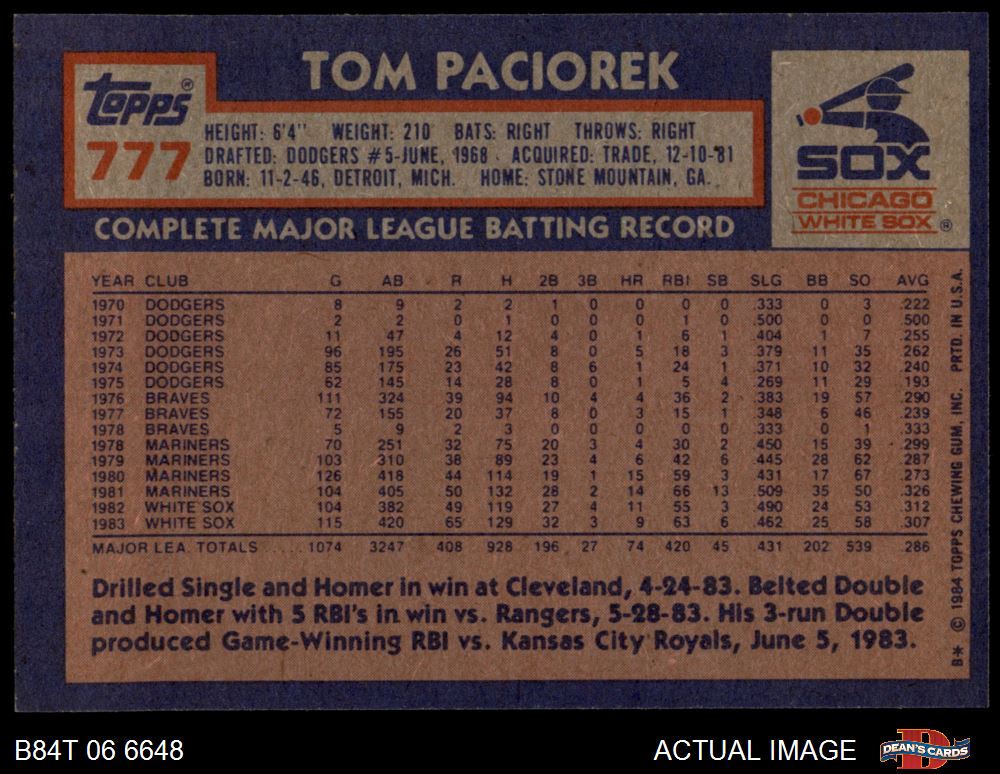 TOM PACIOREK
Topps®
777
HEIGHT: 6'4" WEIGHT: 210 BATS: RIGHT THROWS: RIGHT
DRAFTED: DODGERS #5-JUNE, 1968 · ACQUIRED: TRADE, 12-10-81
BORN: 11-2-46, DETROIT, MICH. HOME: STONE MOUNTAIN, GA.
SOX
CHICAGO
WHITE SOX ®
COMPLETE MAJOR LEAGUE BATTING RECORD
YEAR CLUB G AB R H 2B 3B HR RBI SB SLG BB SO AVG
1970 DODGERS 8 9 2 2 1 0 0 0 0 .333 0 3 .222
1971 DODGERS 2 2 0 1 0 0 0 1 0 .500 0 0 .500
1972 DODGERS 11 47 4 12 4 0 1 6 1 .404 1 7 .255
1973 DODGERS 96 195 26 51 8 0 5 18 3 .379 11 35 .262
1974 DODGERS 85 175 23 42 8 6 1 24 1 .371 10 32 .240
1975 DODGERS 62 145 14 28 8 0 1 5 4 .269 11 29 .193
1976 BRAVES 111 324 39 94 10 4 4 36 2 .383 19 57 .290
1977 BRAVES 72 155 20 37 8 0 3 15 1 .348 6 46 .239
1978 BRAVES 5 9 2 3 0 0 0 0 0 .333 0 1 .333
1978 MARINERS 70 251 32 75 20 3 4 30 2 .450 15 39 .299
1979 MARINERS 103 310 38 89 23 4 6 42 6 .445 28 62 .287
1980 MARINERS 126 418 44 114 19 1 15 59 3 .431 17 67 .273
1981 MARINERS 104 405 50 132 28 2 14 66 13 .509 35 50 .326
1982 WHITE SOX 104 382 49 119 27 4 11 55 3 .490 24 53 .312
1983 WHITE SOX 115 420 65 129 32 3 9 63 6 .462 25 58 .307
MAJOR LEA. TOTALS ..... 1074 3247 408 928 196 27 74 420 45 .431 202 539 .286
Drilled Single and Homer in win at Cleveland, 4-24-83. Belted Double
and Homer with 5 RBI's in win vs. Rangers, 5-28-83. His 3-run Double
produced Game-Winning RBI vs. Kansas City Royals, June 5, 1983.
B* © 1984 TOPPS CHEWING GUM, INC. PRTD. IN U.S.A.
B84T 06 6648
ACTUAL IMAGE
DEAN'S CARDS